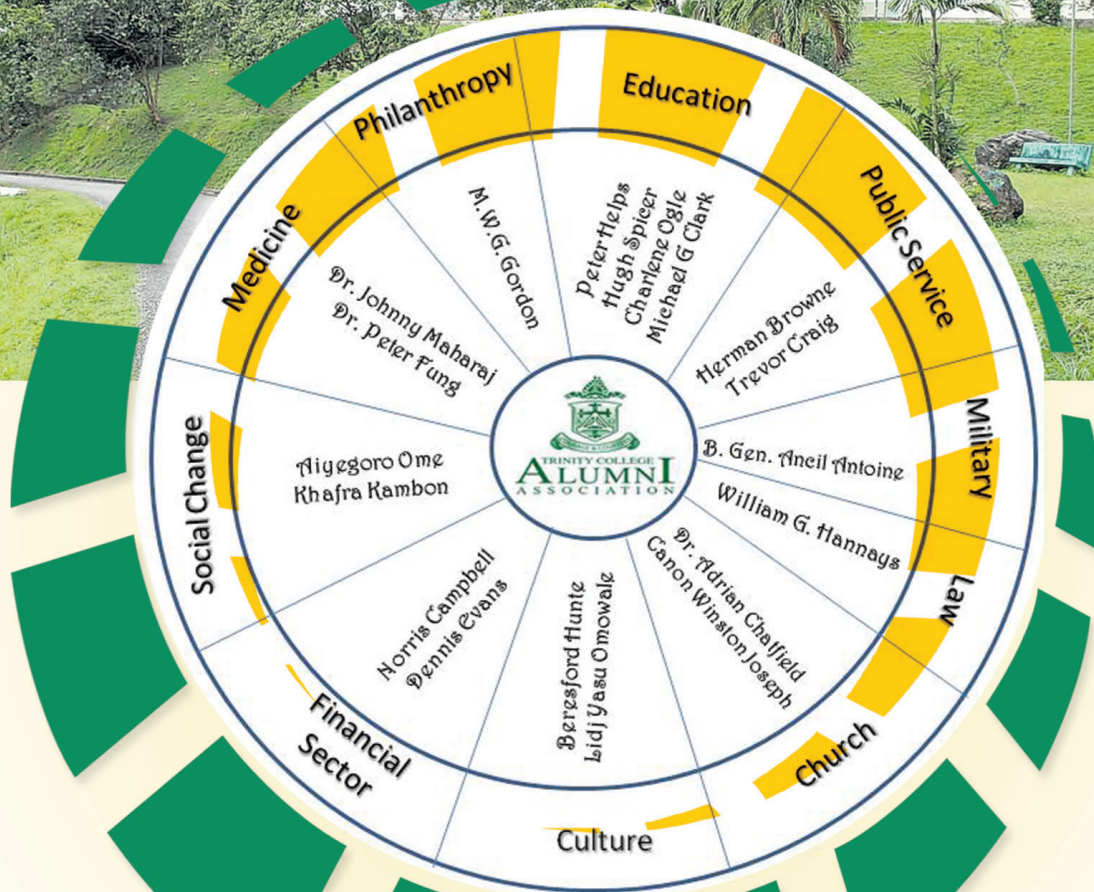 Philanthropy
Education
Public Service
Military
Law
Church
Culture
Financial
Sector
Social Change
Medicine
M.W.G. Gordon
Peter Helps
Hugh Spicer
Charlene Ogle
Michael G Clark
Herman Browne
Trevor Craig
B. Gen. Ancil Antoine
William G. Hannays
Dr. Adrian Chatfield
Canon Winston Joseph
Beresford Hunte
Lidj Yasu Omowale
Norris Campbell
Dennis Evans
Aiyegoro Ome
Khafra Kambon
Dr. Johnny Maharaj
Dr. Peter Fung
TRINITY COLLEGE
ALUMNI
ASSOCIATION